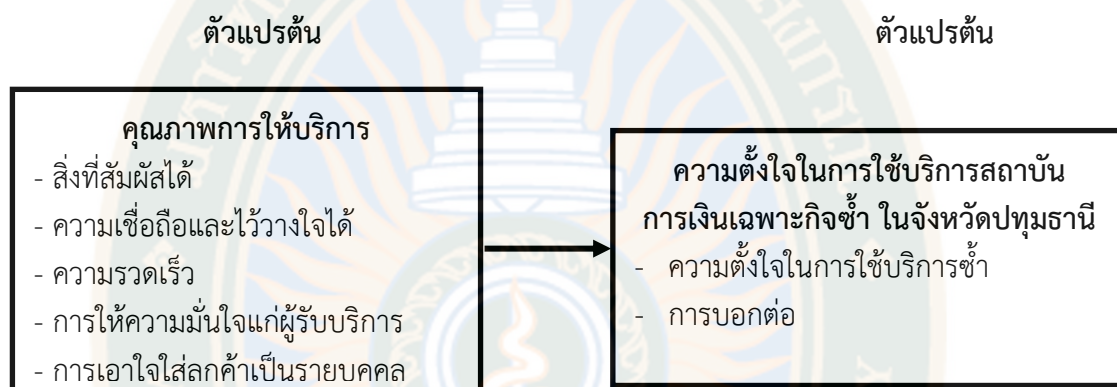 ตัวแปรต้น
ตัวแปรต้น
คุณภาพการให้บริการ
- สิ่งที่สัมผัสได้
- ความเชื่อถือและไว้วางใจได้
- ความรวดเร็ว
- การให้ความมั่นใจแก่ผู้รับบริการ
- การเอาใจใส่ลูกค้าเป็นรายบุคคล
ความตั้งใจในการใช้บริการสถาบัน
การเงินเฉพาะกิจซ้ำ ในจังหวัดปทุมธานี
- ความตั้งใจในการใช้บริการซ้ำ
- การบอกต่อ